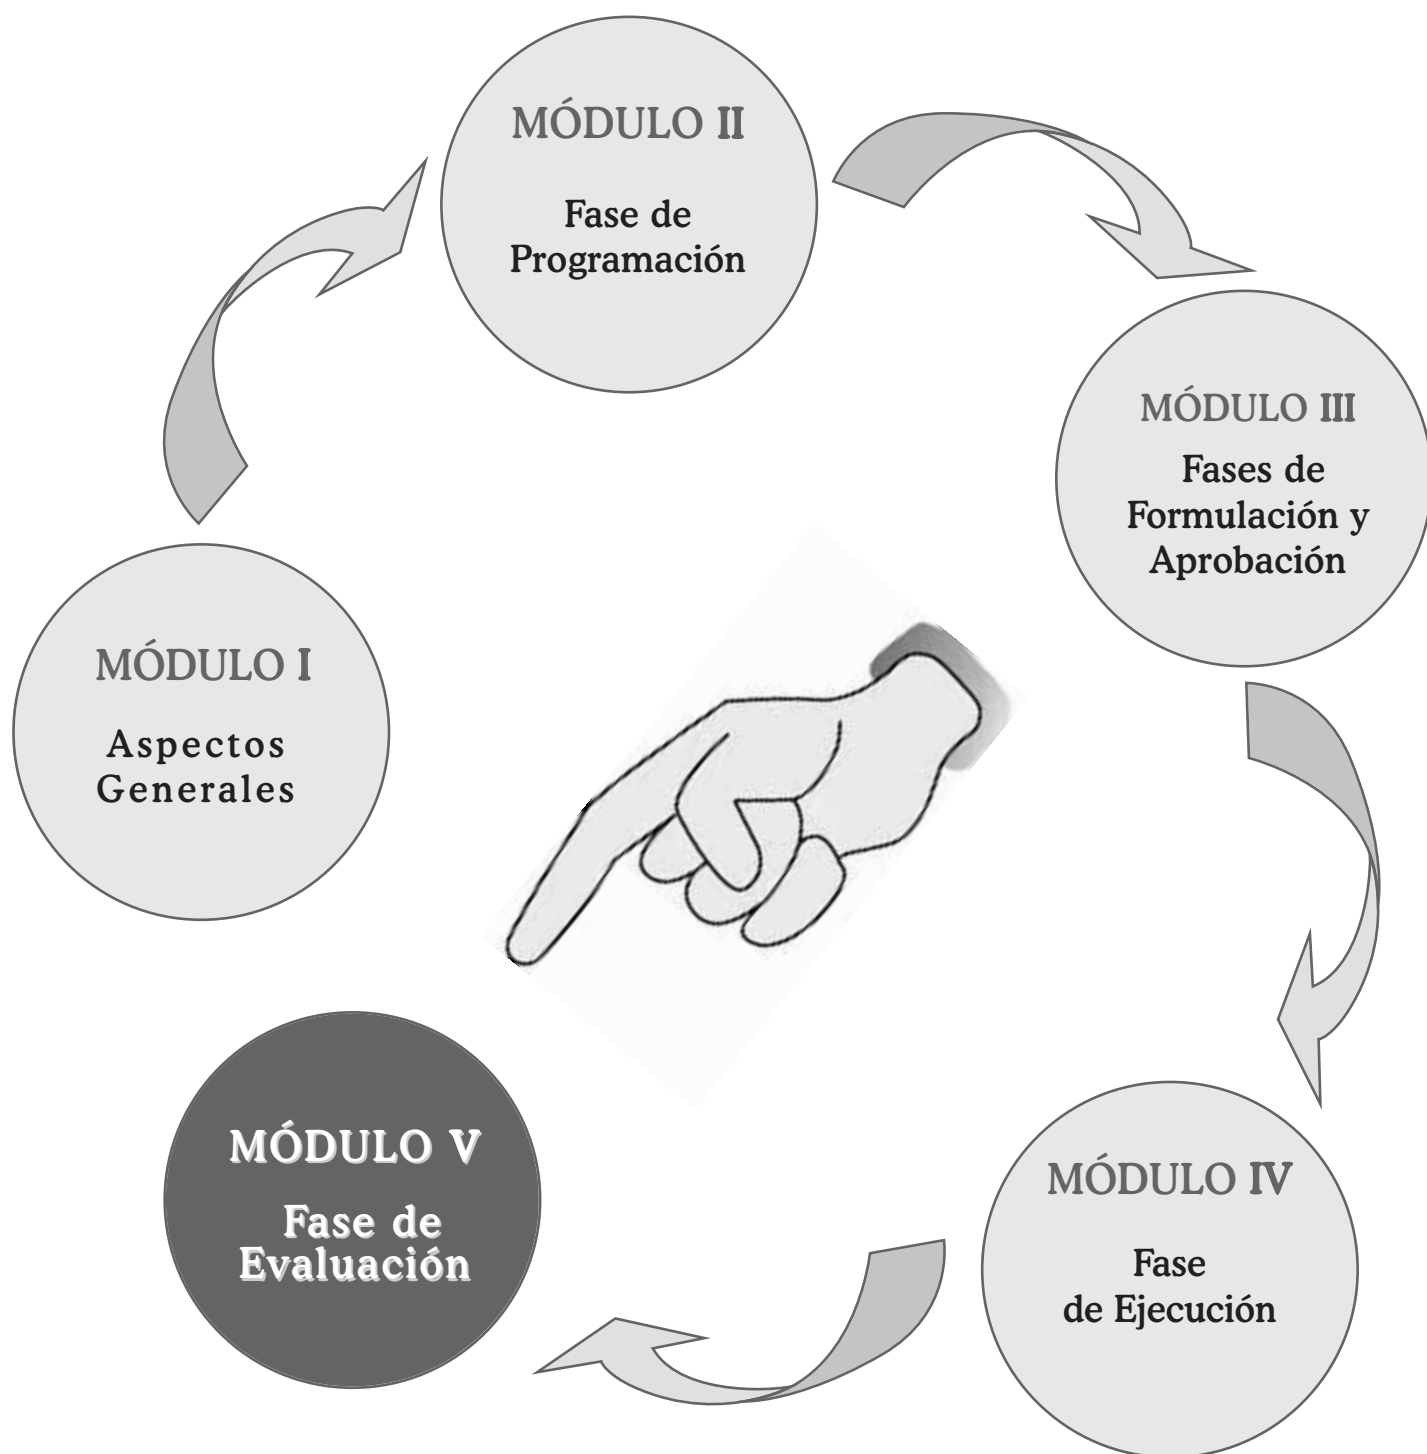 MÓDULO I
Aspectos
Generales
MÓDULO II
Fase de
Programación
MÓDULO III
Fases de
Formulación y
Aprobación
MÓDULO IV
Fase
de Ejecución
MÓDULO V
Fase de
Evaluación